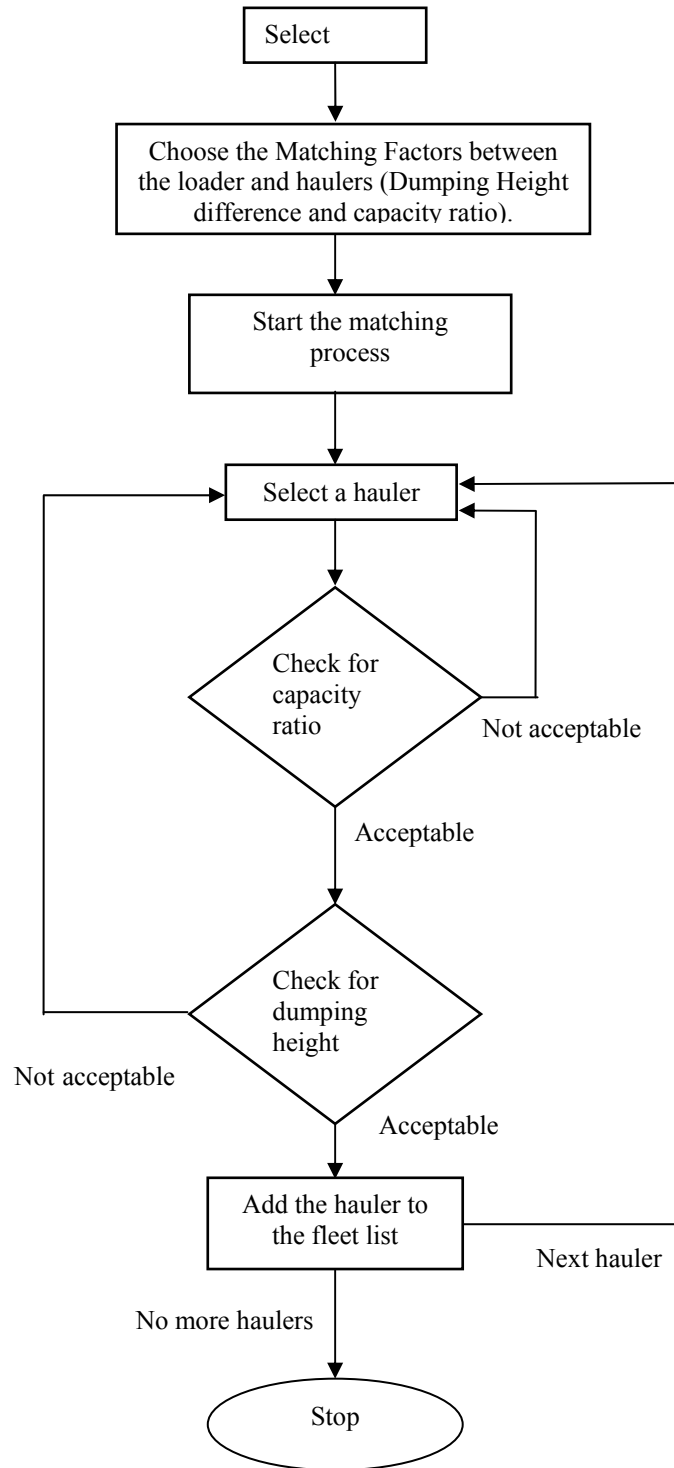 Select
Choose the Matching Factors between
the loader and haulers (Dumping Height
difference and capacity ratio).
Start the matching
process
Select a hauler
Check for
capacity
ratio
Not acceptable
Acceptable
Check for
dumping
height
Not acceptable
Acceptable
Add the hauler to
the fleet list
Next hauler
No more haulers
Stop